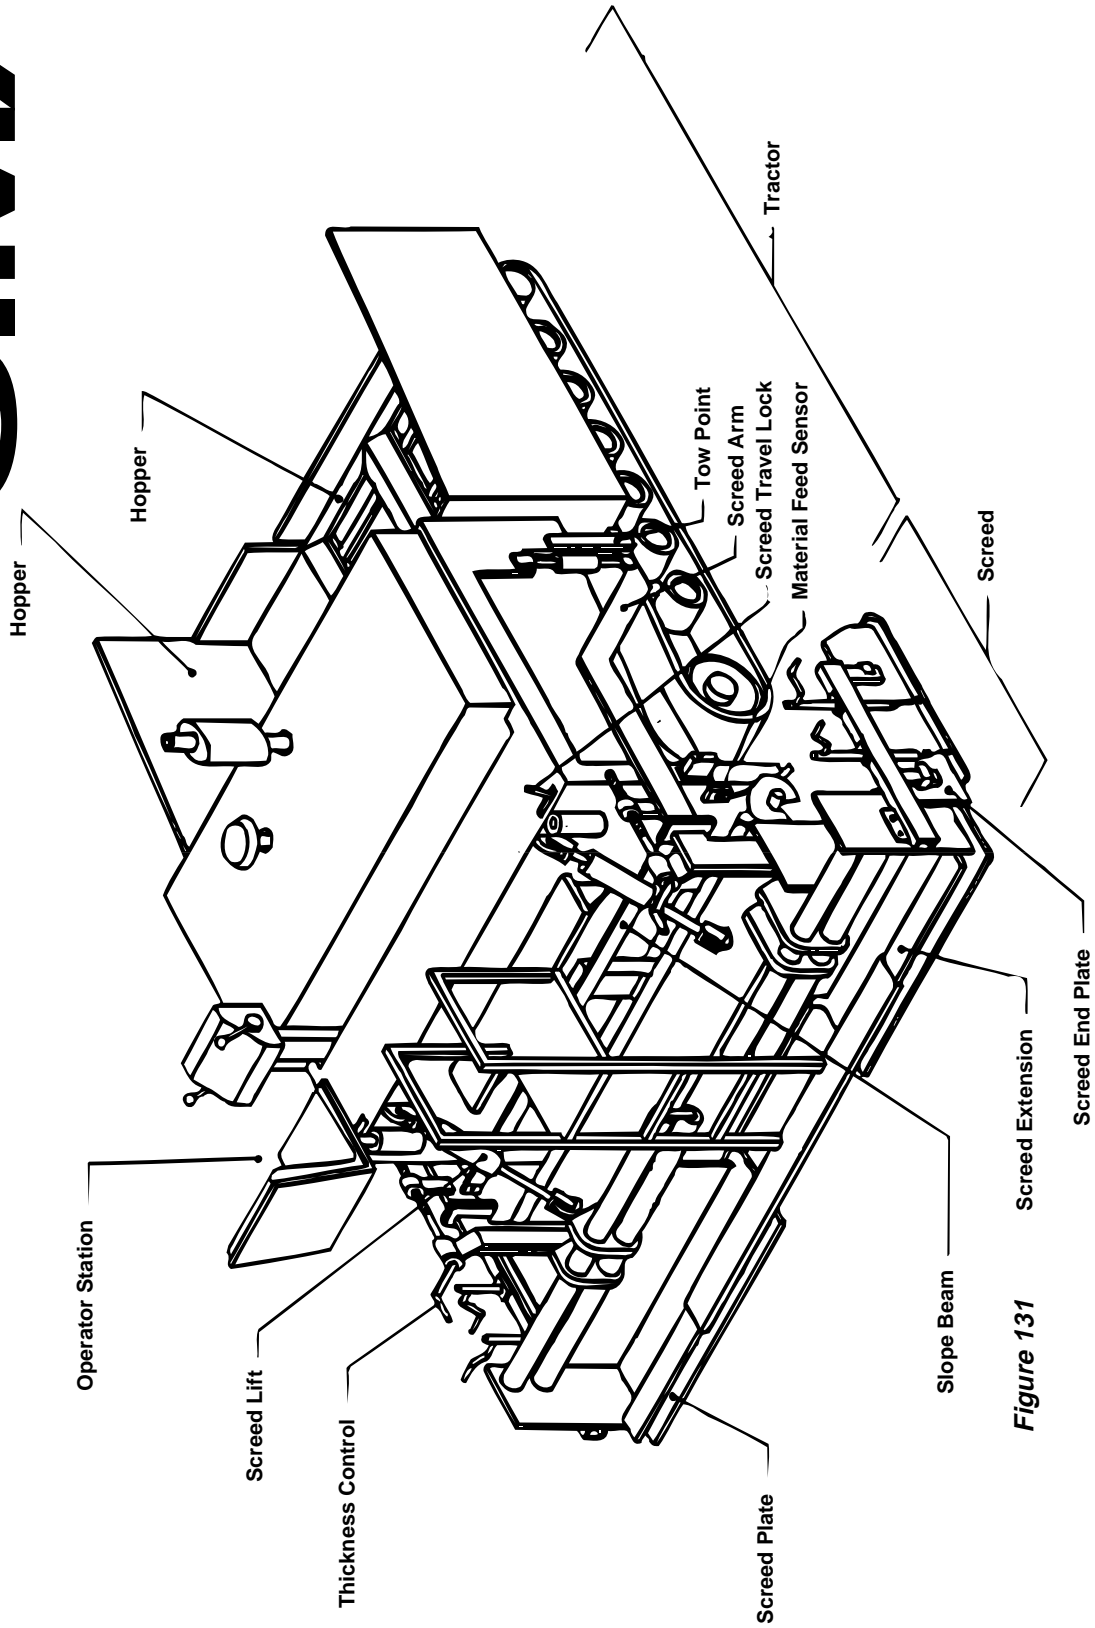 Hopper
Operator Station
Hopper
Screed Lift
Thickness Control
Tow Point
Screed Arm
Screed Plate
Screed Travel Lock
Tractor
Material Feed Sensor
Slope Beam
Screed
Figure 131
Screed Extension
Screed End Plate